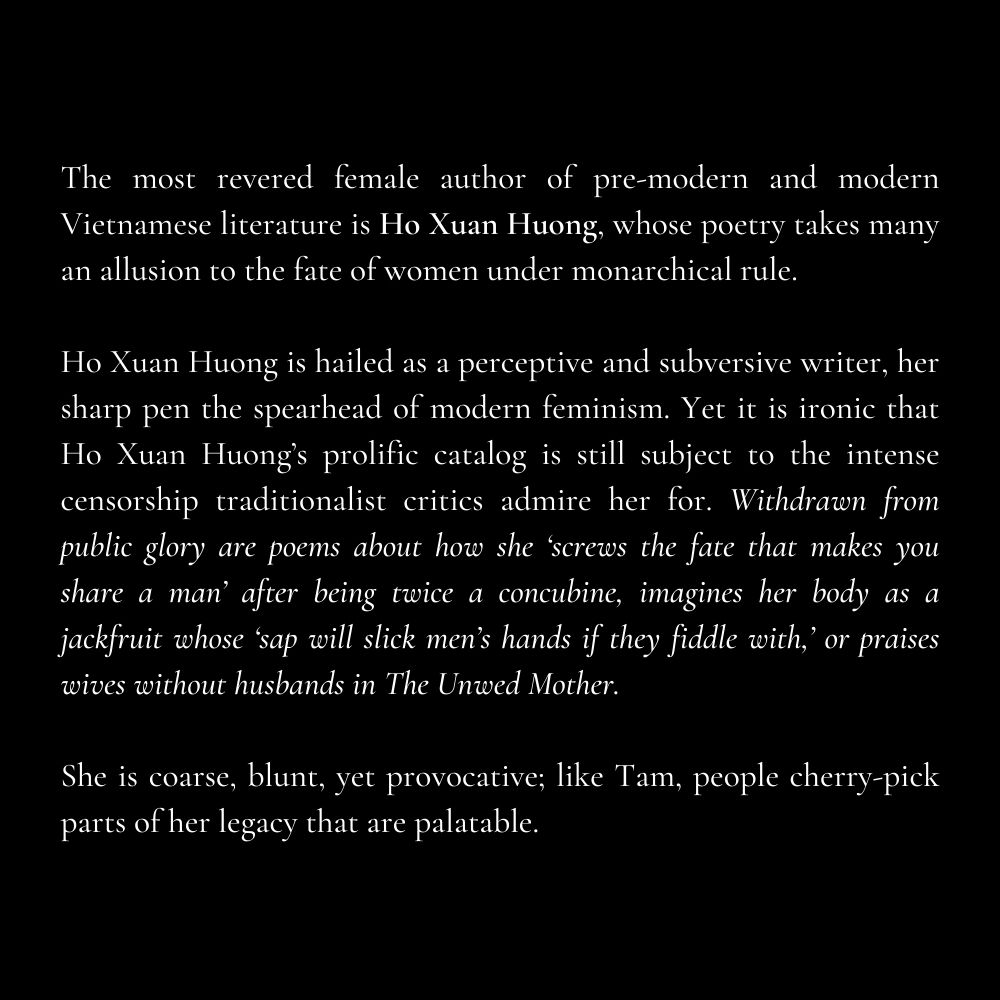 The most revered female author of pre-modern and modern
Vietnamese literature is Ho Xuan Huong, whose poetry takes many
an allusion to the fate of women under monarchical rule.
Ho Xuan Huong is hailed as a perceptive and subversive writer, her
sharp pen the spearhead of modern feminism. Yet it is ironic that
Ho Xuan Huong’s prolific catalog is still subject to the intense
censorship traditionalist critics admire her for. Withdrawn from
public glory are poems about how she ‘screws the fate that makes you
share a man’ after being twice a concubine, imagines her body as a
jackfruit whose ‘sap will slick men’s hands if they fiddle with,’ or praises
wives without husbands in The Unwed Mother.
She is coarse, blunt, yet provocative; like Tam, people cherry-pick
parts of her legacy that are palatable.